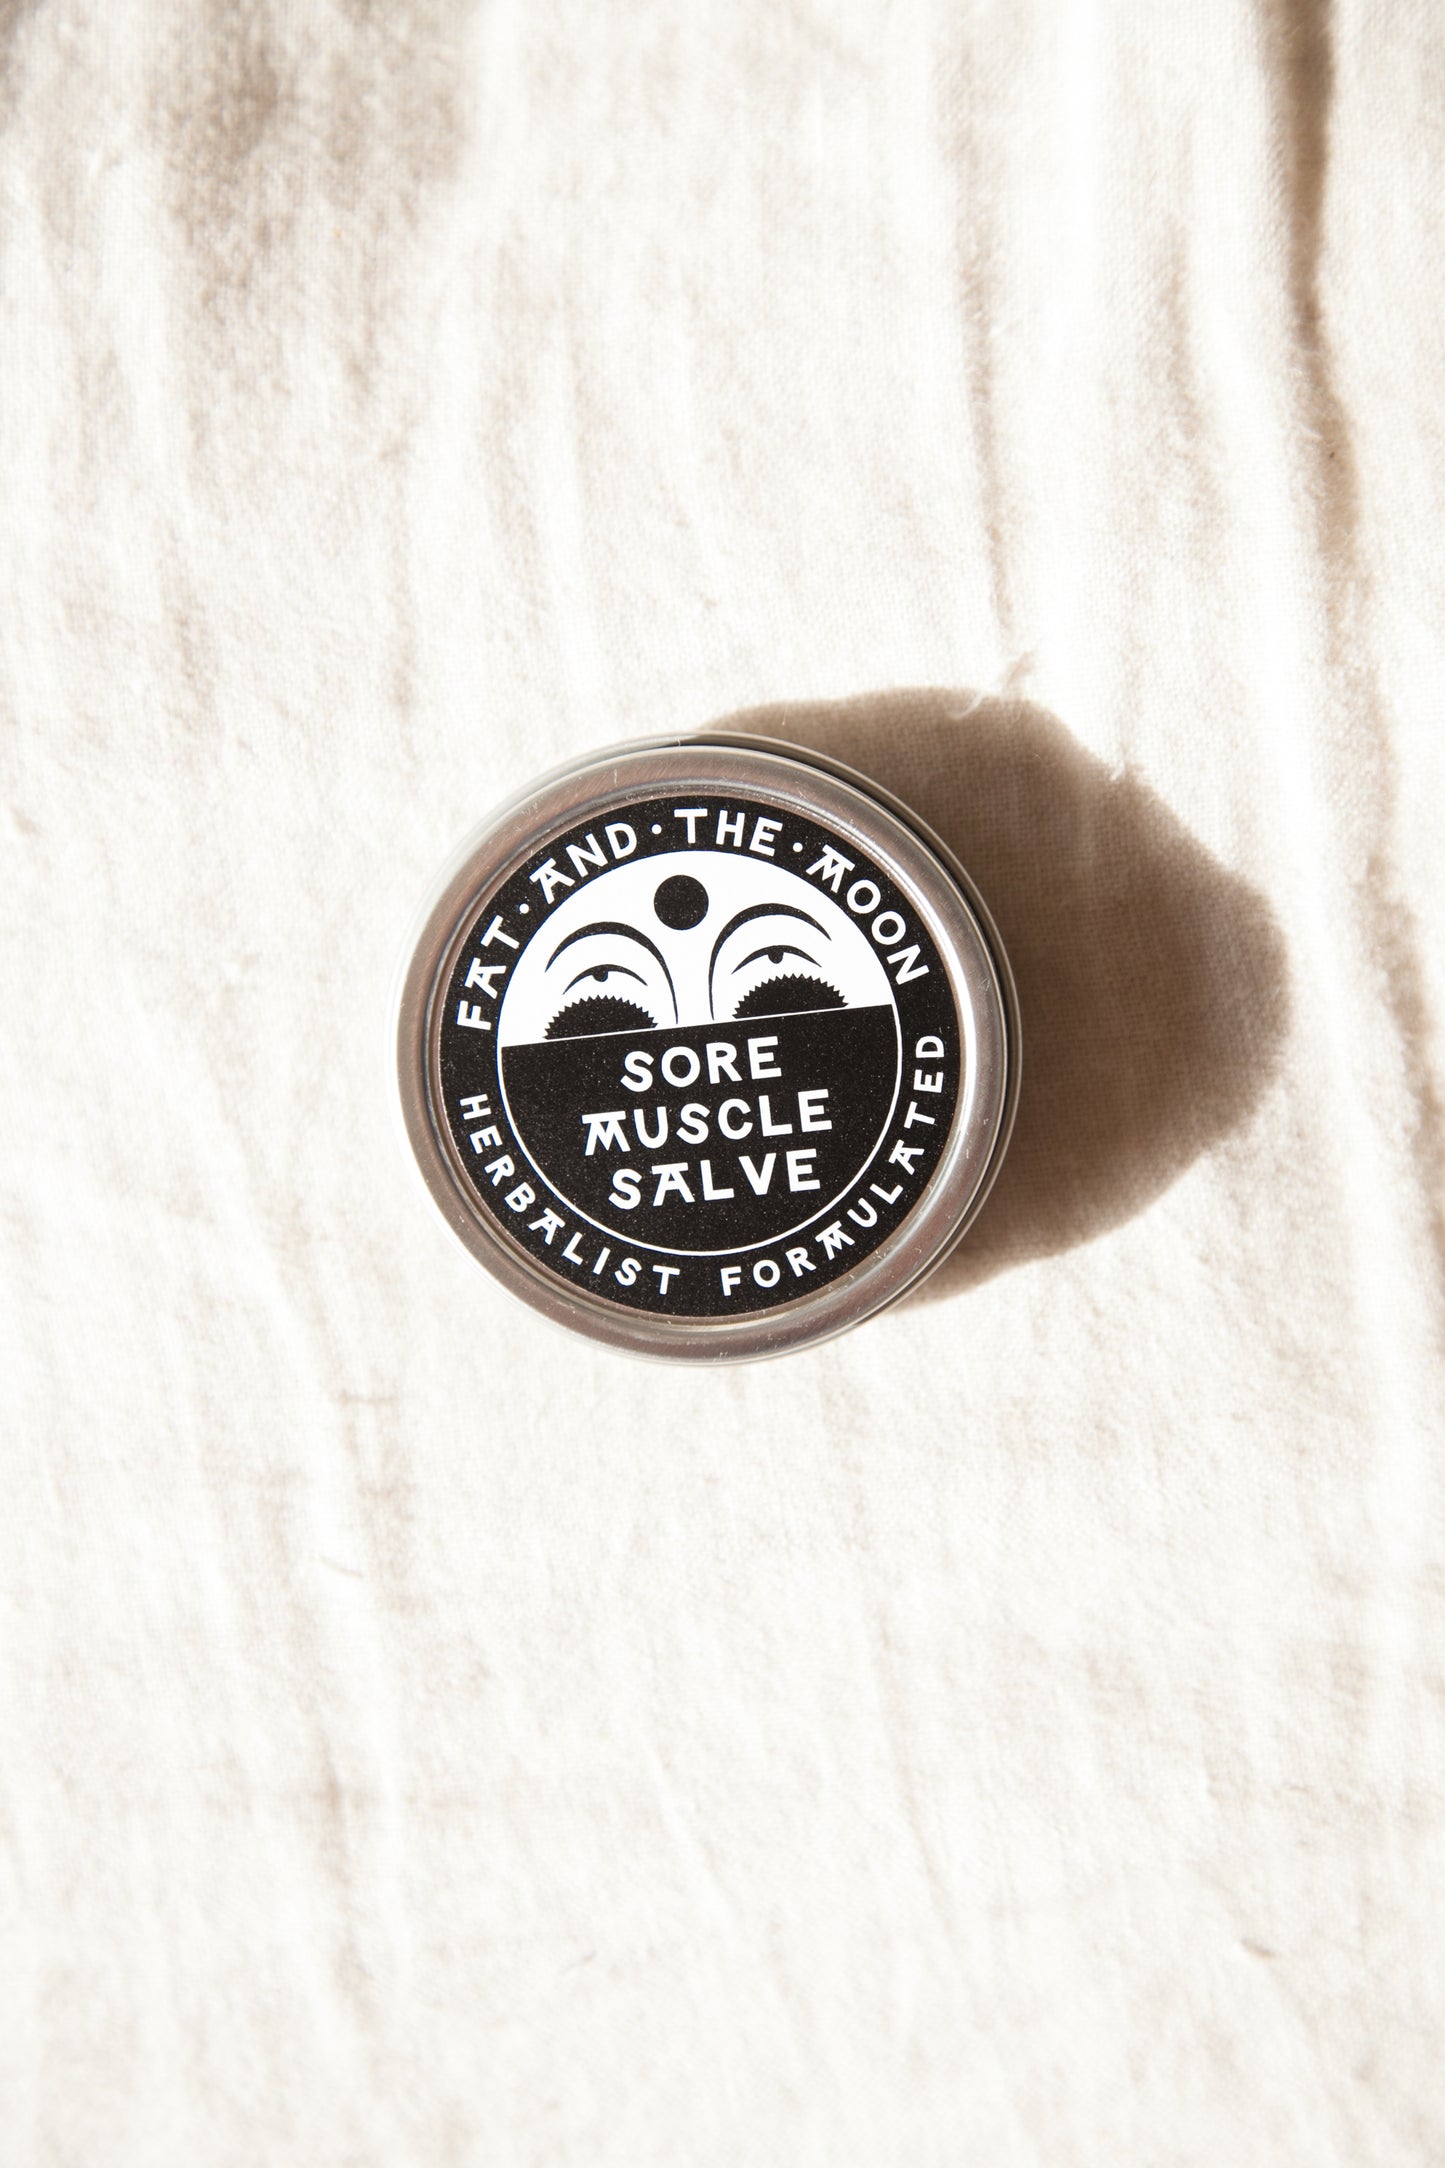 FAT · AND · THE · MOON
SORE
MUSCLE
SALVE
HERBALIST FORMULATED